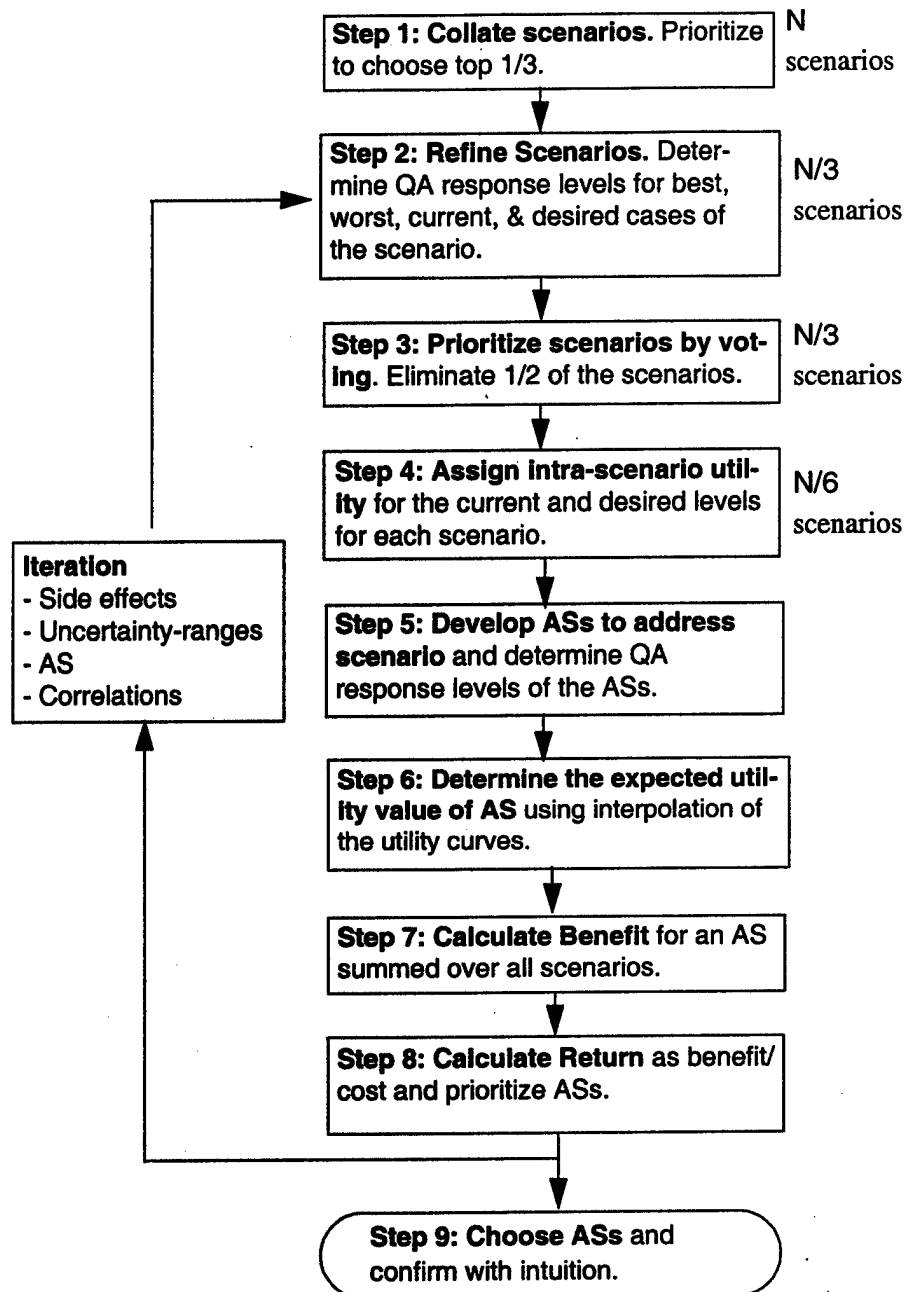 Step 1: Collate scenarios. Prioritize
to choose top 1/3.
N
scenarios
Step 2: Refine Scenarios. Deter-
mine QA response levels for best,
worst, current, & desired cases of
the scenario.
N/3
scenarios
Step 3: Prioritize scenarios by vot-
ing. Eliminate 1/2 of the scenarios.
N/3
scenarios
Step 4: Assign intra-scenario util-
ity for the current and desired levels
for each scenario.
N/6
scenarios
Iteration
- Side effects
- Uncertainty-ranges
- AS
- Correlations
Step 5: Develop ASs to address
scenario and determine QA
response levels of the ASs.
Step 6: Determine the expected util-
ity value of AS using interpolation of
the utility curves.
Step 7: Calculate Benefit for an AS
summed over all scenarios.
Step 8: Calculate Return as benefit/
cost and prioritize ASs.
Step 9: Choose ASs and
confirm with intuition.